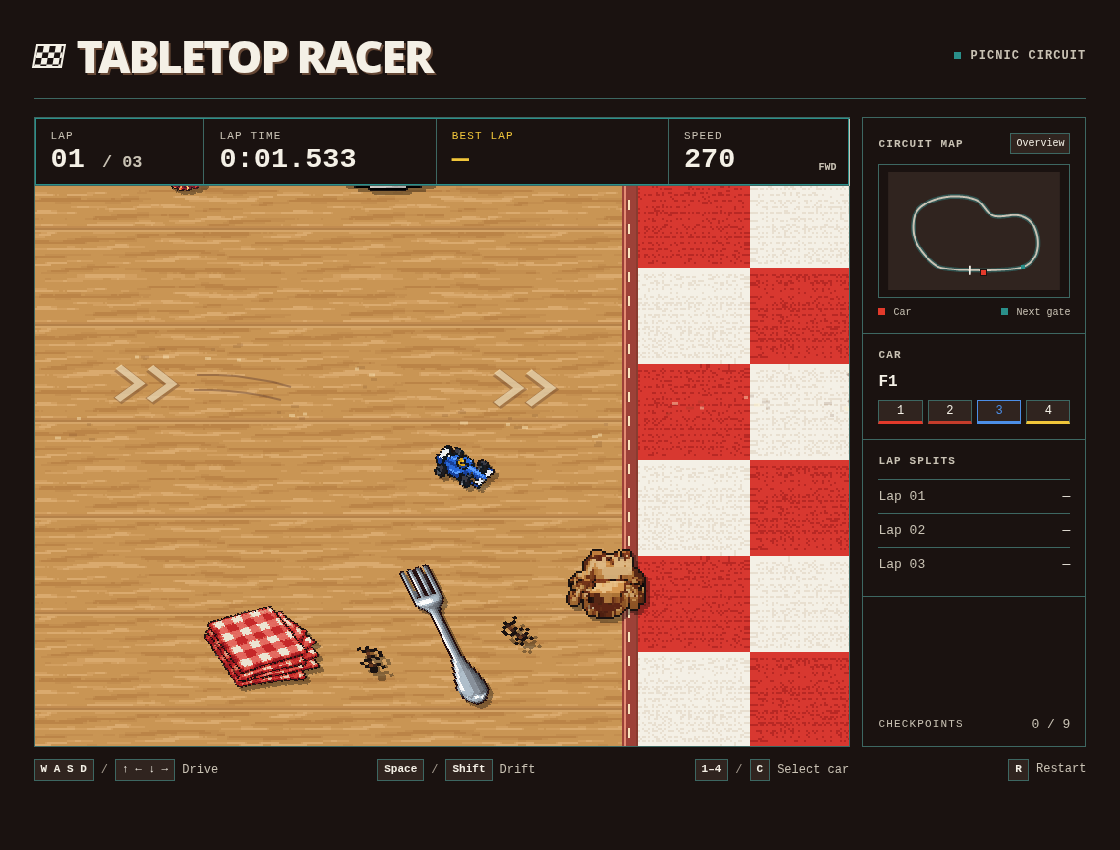 TABLETOP RACER
PICNIC CIRCUIT
LAP
01 / 03
LAP TIME
0:01.533
BEST LAP
—
SPEED
270
FWD
CIRCUIT MAP
Overview
Car
Next gate
CAR
F1
1 2 3 4
LAP SPLITS
Lap 01 —
Lap 02 —
Lap 03 —
CHECKPOINTS 0 / 9
W A S D / ↑ ← ↓ → Drive
Space / Shift Drift
1–4 / C Select car
R Restart